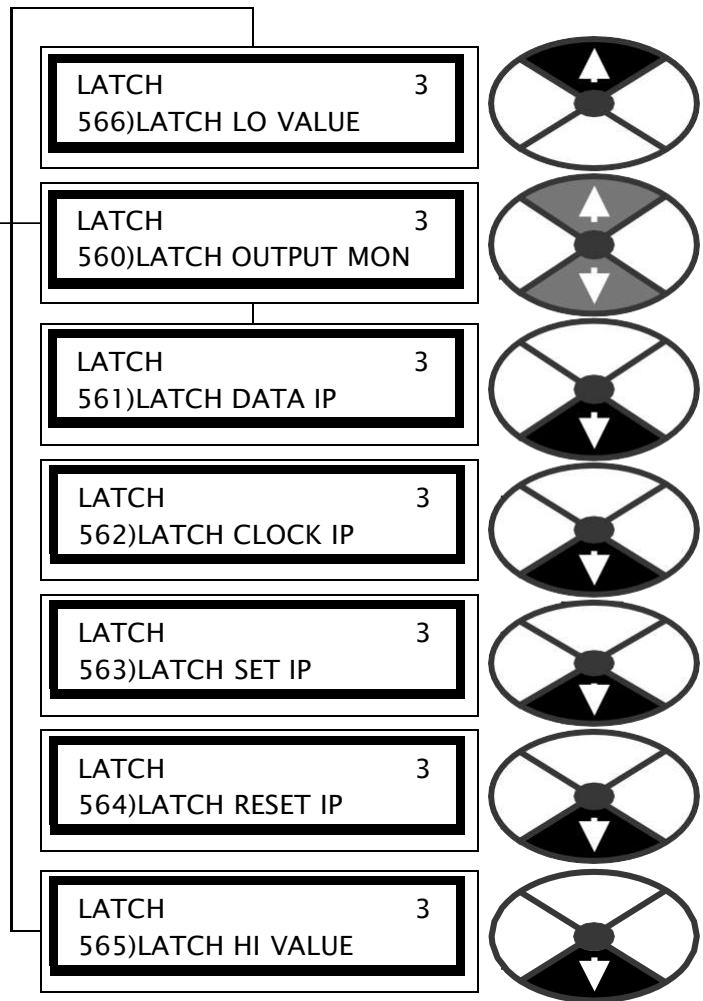 LATCH 3
566)LATCH LO VALUE
LATCH 3
560)LATCH OUTPUT MON
LATCH 3
561)LATCH DATA IP
LATCH 3
562)LATCH CLOCK IP
LATCH 3
563)LATCH SET IP
LATCH 3
564)LATCH RESET IP
LATCH 3
565)LATCH HI VALUE